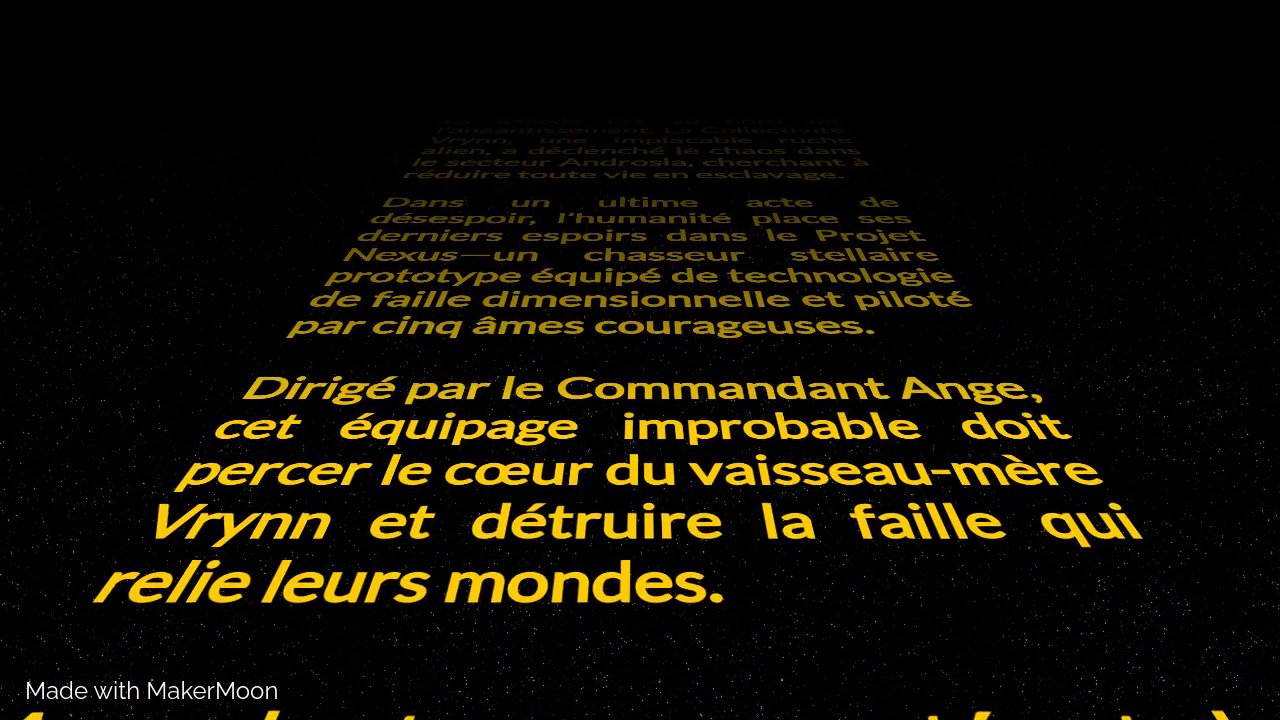 l'anéantissement. La Collectivité
Vrynn, une implacable ruche
alien, a déclenché le chaos dans
le secteur Androsia, cherchant à
réduire toute vie en esclavage.
Dans un ultime acte de
désespoir, l'humanité place ses
derniers espoirs dans le Projet
Nexus—un chasseur stellaire
prototype équipé de technologie
de faille dimensionnelle et piloté
par cinq âmes courageuses.
Dirigé par le Commandant Ange,
cet équipage improbable doit
percer le cœur du vaisseau-mère
Vrynn et détruire la faille qui
relie leurs mondes.
Made with MakerMoon